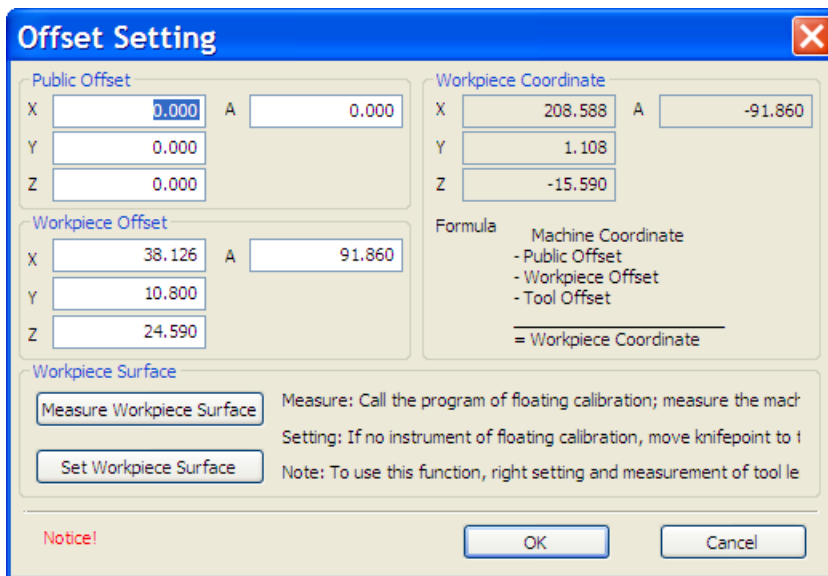 Offset Setting
Public Offset
X 0.000 A 0.000
Y 0.000
Z 0.000
Workpiece Offset
X 38.126 A 91.860
Y 10.800
Z 24.590
Workpiece Coordinate
X 208.588 A -91.860
Y 1.108
Z -15.590
Formula
Machine Coordinate
- Public Offset
- Workpiece Offset
- Tool Offset
= Workpiece Coordinate
Workpiece Surface
Measure Workpiece Surface
Measure: Call the program of floating calibration; measure the mach
Setting: If no instrument of floating calibration, move knifepoint to t
Set Workpiece Surface
Note: To use this function, right setting and measurement of tool le
Notice!
OK
Cancel